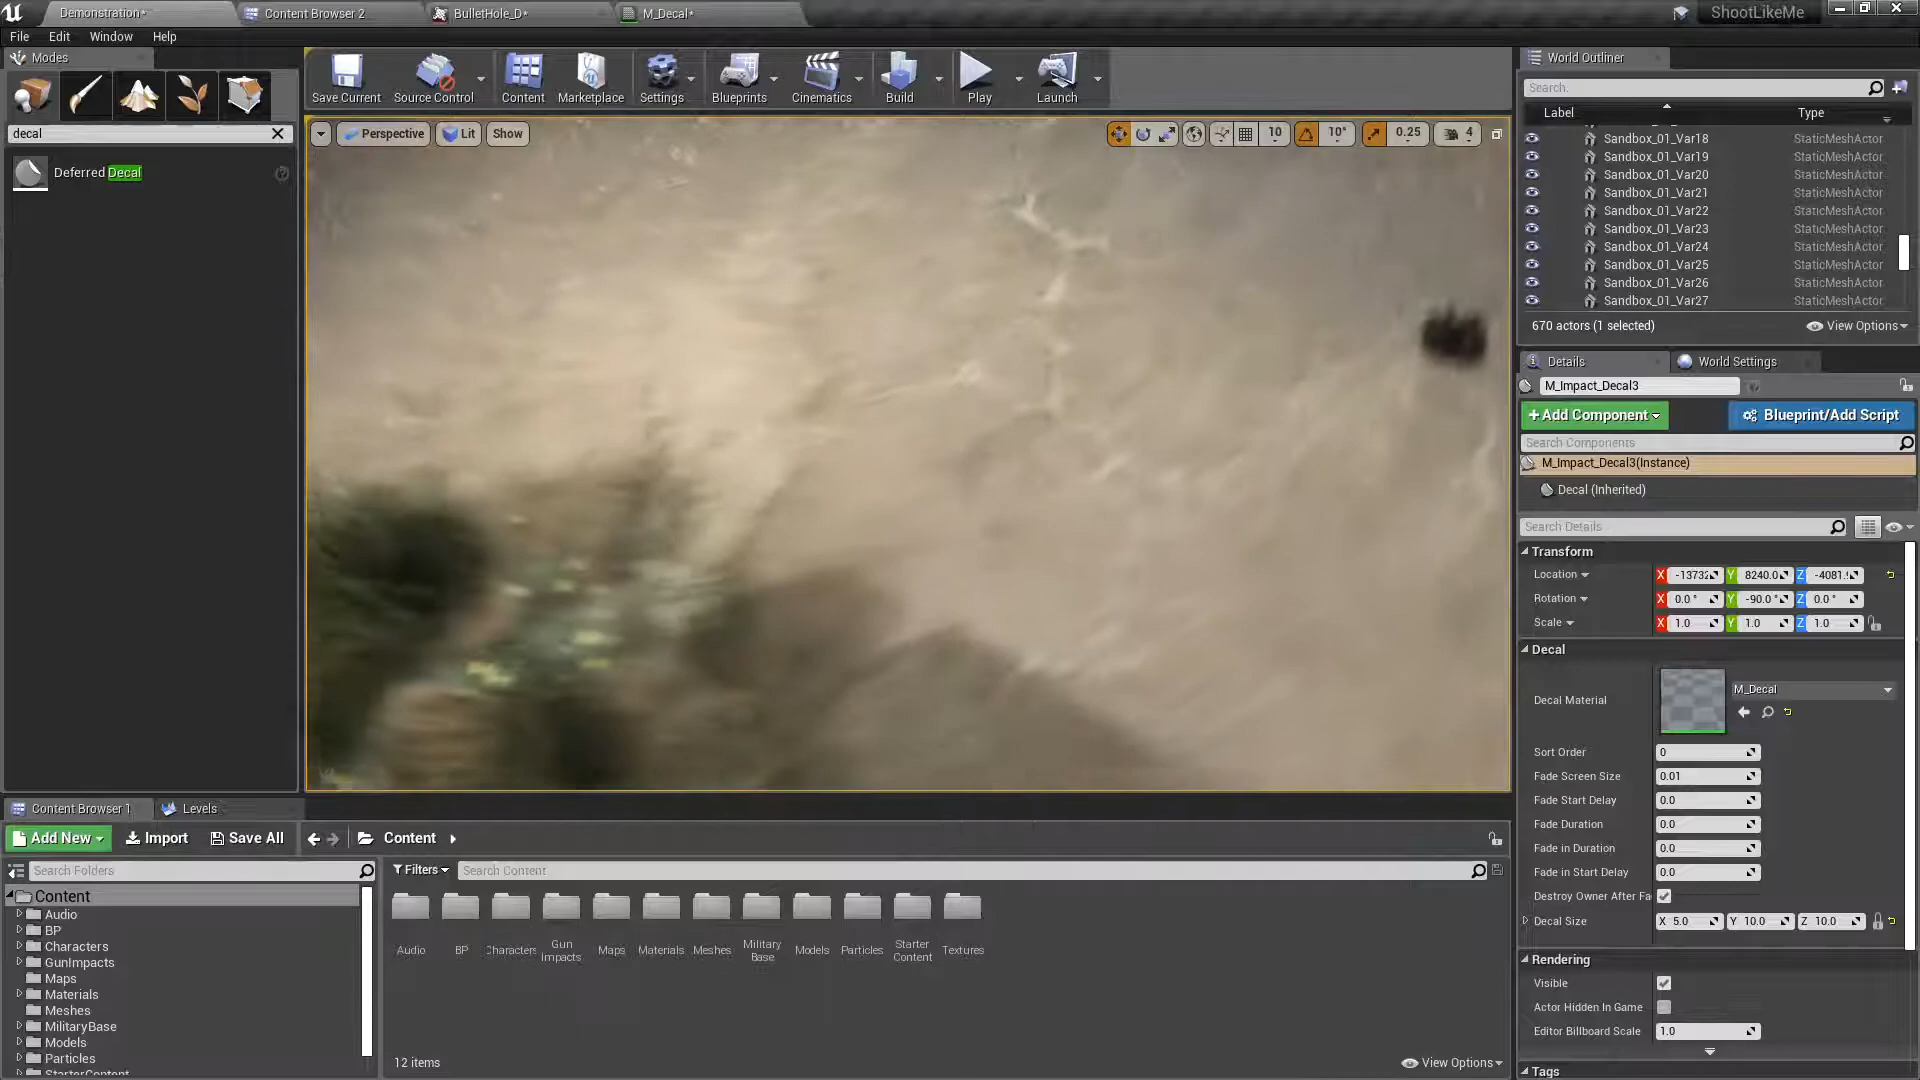 Demonstration*
Content Browser 2
BulletHole_D*
M_Decal*
ShootLikeMe
File
Edit
Window
Help
Modes
decal
Deferred Decal
Save Current
Source Control
Content
Marketplace
Settings
Blueprints
Cinematics
Build
Play
Launch
Perspective
Lit
Show
10
10°
0.25
4
World Outliner
Search.
Label
Type
Sandbox_01_Var18 StaticMeshActor
Sandbox_01_Var19 StaticMeshActor
Sandbox_01_Var20 StaticMeshActor
Sandbox_01_Var21 StaticMeshActor
Sandbox_01_Var22 StaticMeshActor
Sandbox_01_Var23 StaticMeshActor
Sandbox_01_Var24 StaticMeshActor
Sandbox_01_Var25 StaticMeshActor
Sandbox_01_Var26 StaticMeshActor
Sandbox_01_Var27 StaticMeshActor
670 actors (1 selected)
View Options
Details
World Settings
M_Impact_Decal3
+Add Component
Blueprint/Add Script
Search Components
M_Impact_Decal3(Instance)
Decal (Inherited)
Search Details
Transform
Location X -13732 Y 8240.0 Z -4081.
Rotation X 0.0 ° Y -90.0 ° Z 0.0 °
Scale X 1.0 Y 1.0 Z 1.0
Decal
Decal Material
M_Decal
Sort Order 0
Fade Screen Size 0.01
Fade Start Delay 0.0
Fade Duration 0.0
Fade in Duration 0.0
Fade in Start Delay 0.0
Destroy Owner After Fa
Decal Size X 5.0 Y 10.0 Z 10.0
Rendering
Visible
Actor Hidden In Game
Editor Billboard Scale 1.0
Tags
Content Browser 1
Levels
Add New
Import
Save All
Content
Search Folders
Filters
Search Content
Content
Audio
BP
Characters
GunImpacts
Maps
Materials
Meshes
MilitaryBase
Models
Particles
StarterContent
Audio
BP
Characters
Gun Impacts
Maps
Materials
Meshes
Military Base
Models
Particles
Starter Content
Textures
12 items
View Options